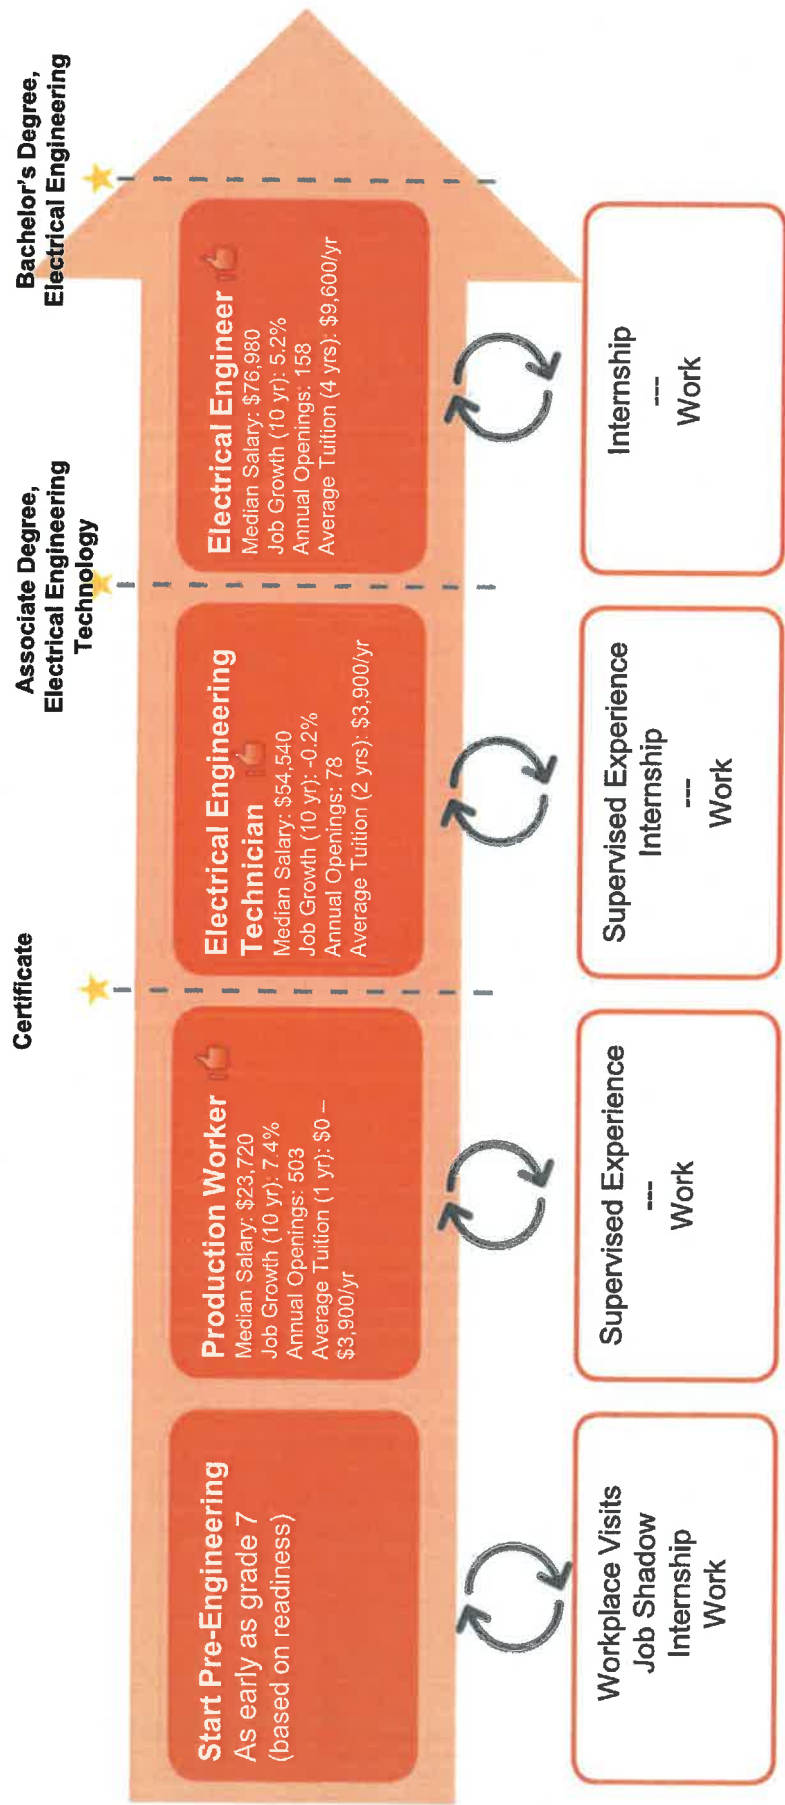 Certificate
Associate Degree,
Electrical Engineering
Technology
Bachelor's Degree,
Electrical Engineering
Start Pre-Engineering
As early as grade 7
(based on readiness)
Production Worker
Median Salary: $23,720
Job Growth (10 yr): 7.4%
Annual Openings: 503
Average Tuition (1 yr): $0 –
$3,900/yr
Electrical Engineering
Technician
Median Salary: $54,540
Job Growth (10 yr): -0.2%
Annual Openings: 78
Average Tuition (2 yrs): $3,900/yr
Electrical Engineer
Median Salary: $76,980
Job Growth (10 yr): 5.2%
Annual Openings: 158
Average Tuition (4 yrs): $9,600/yr
Workplace Visits
Job Shadow
Internship
Work
Supervised Experience
---
Work
Supervised Experience
Internship
---
Work
Internship
---
Work